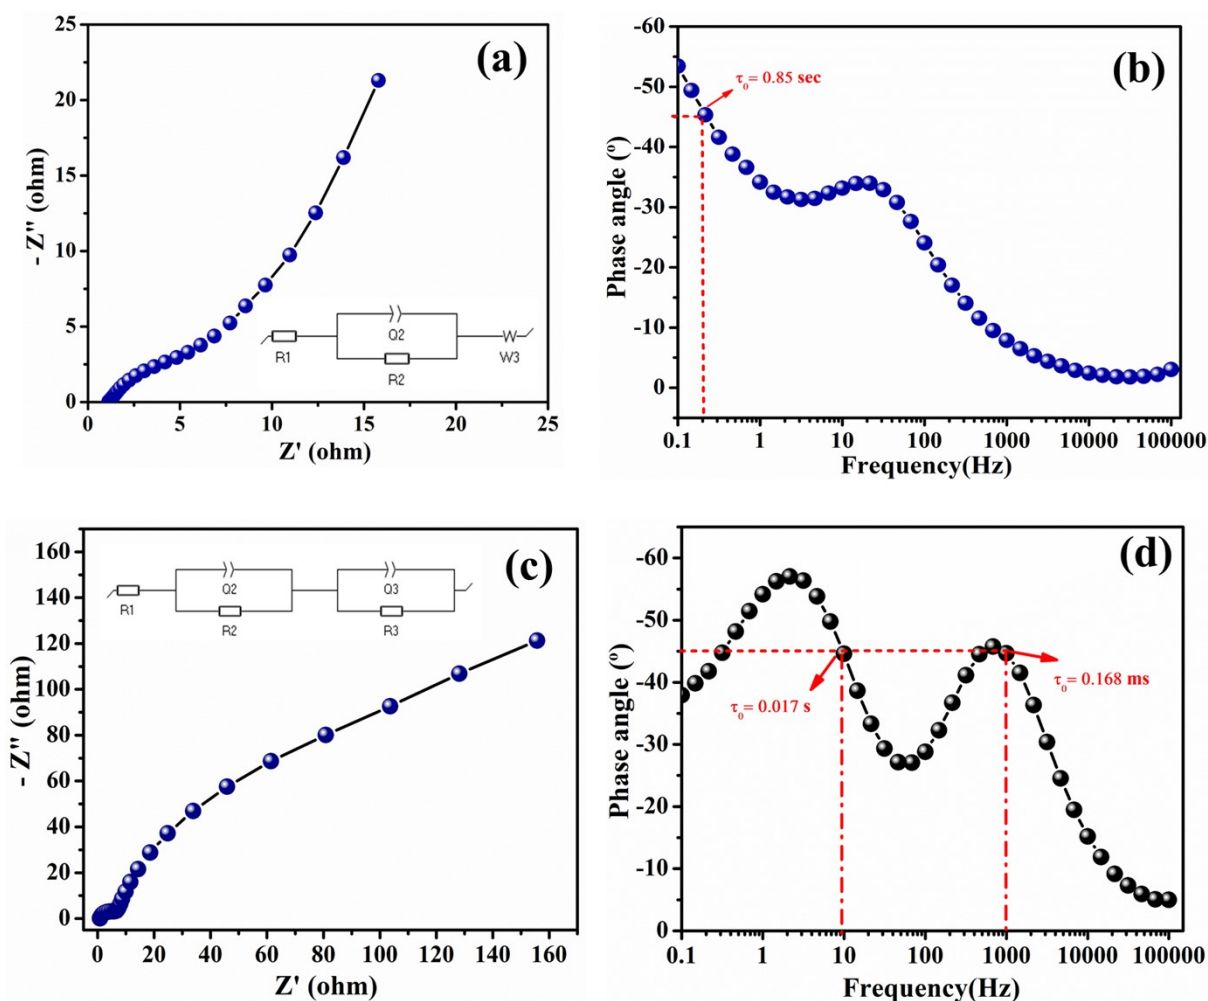 (a)
- Z'' (ohm)
25
20
15
10
5
0
0 5 10 15 20 25
Z' (ohm)
R1
Q2
R2
W
W3
(b)
Phase angle (º)
-60
-50
-40
-30
-20
-10
0
τ0= 0.85 sec
0.1 1 10 100 1000 10000 100000
Frequency(Hz)
(c)
- Z'' (ohm)
160
140
120
100
80
60
40
20
0
0 20 40 60 80 100 120 140 160
Z' (ohm)
R1
Q2
R2
Q3
R3
(d)
Phase angle (º)
-60
-50
-40
-30
-20
-10
0
τ0= 0.017 s
τ0= 0.168 ms
0.1 1 10 100 1000 10000 100000
Frequency(Hz)